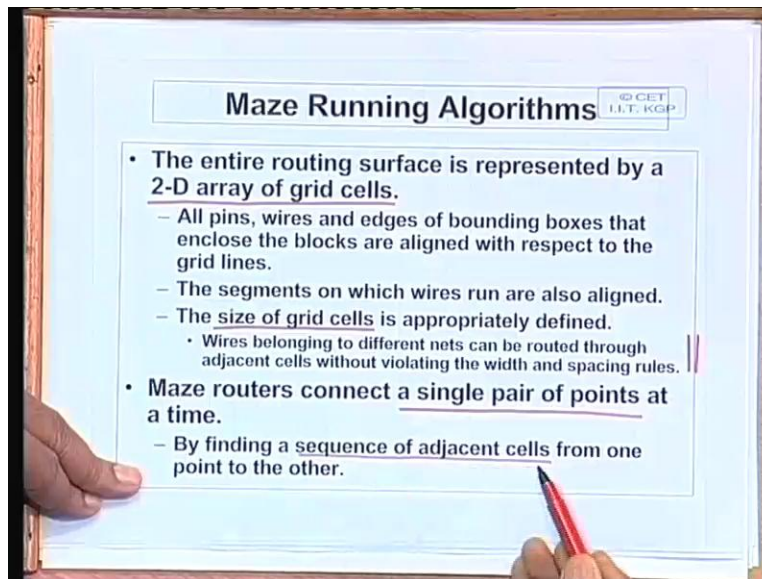 Maze Running Algorithms
© CET
I.I.T. KGP
• The entire routing surface is represented by a
2-D array of grid cells.
– All pins, wires and edges of bounding boxes that
enclose the blocks are aligned with respect to the
grid lines.
– The segments on which wires run are also aligned.
– The size of grid cells is appropriately defined.
• Wires belonging to different nets can be routed through
adjacent cells without violating the width and spacing rules.
• Maze routers connect a single pair of points at
a time.
– By finding a sequence of adjacent cells from one
point to the other.